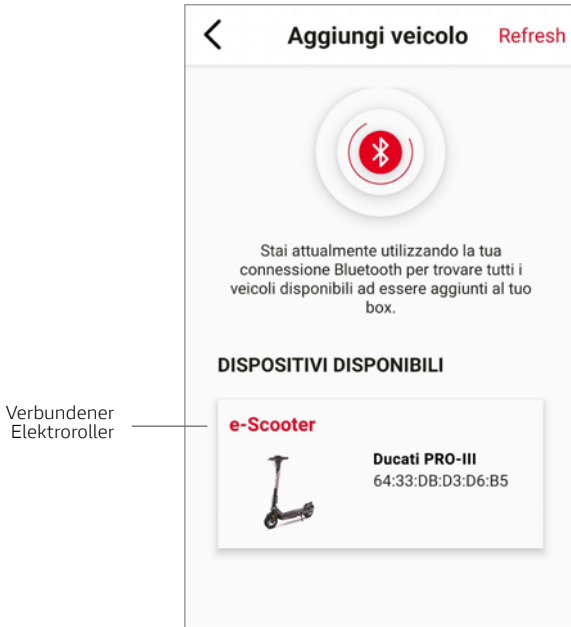 Aggiungi veicolo Refresh
Stai attualmente utilizzando la tua
connessione Bluetooth per trovare tutti i
veicoli disponibili ad essere aggiunti al tuo
box.
DISPOSITIVI DISPONIBILI
Verbundener
Elektroroller
e-Scooter
Ducati PRO-III
64:33:DB:D3:D6:B5